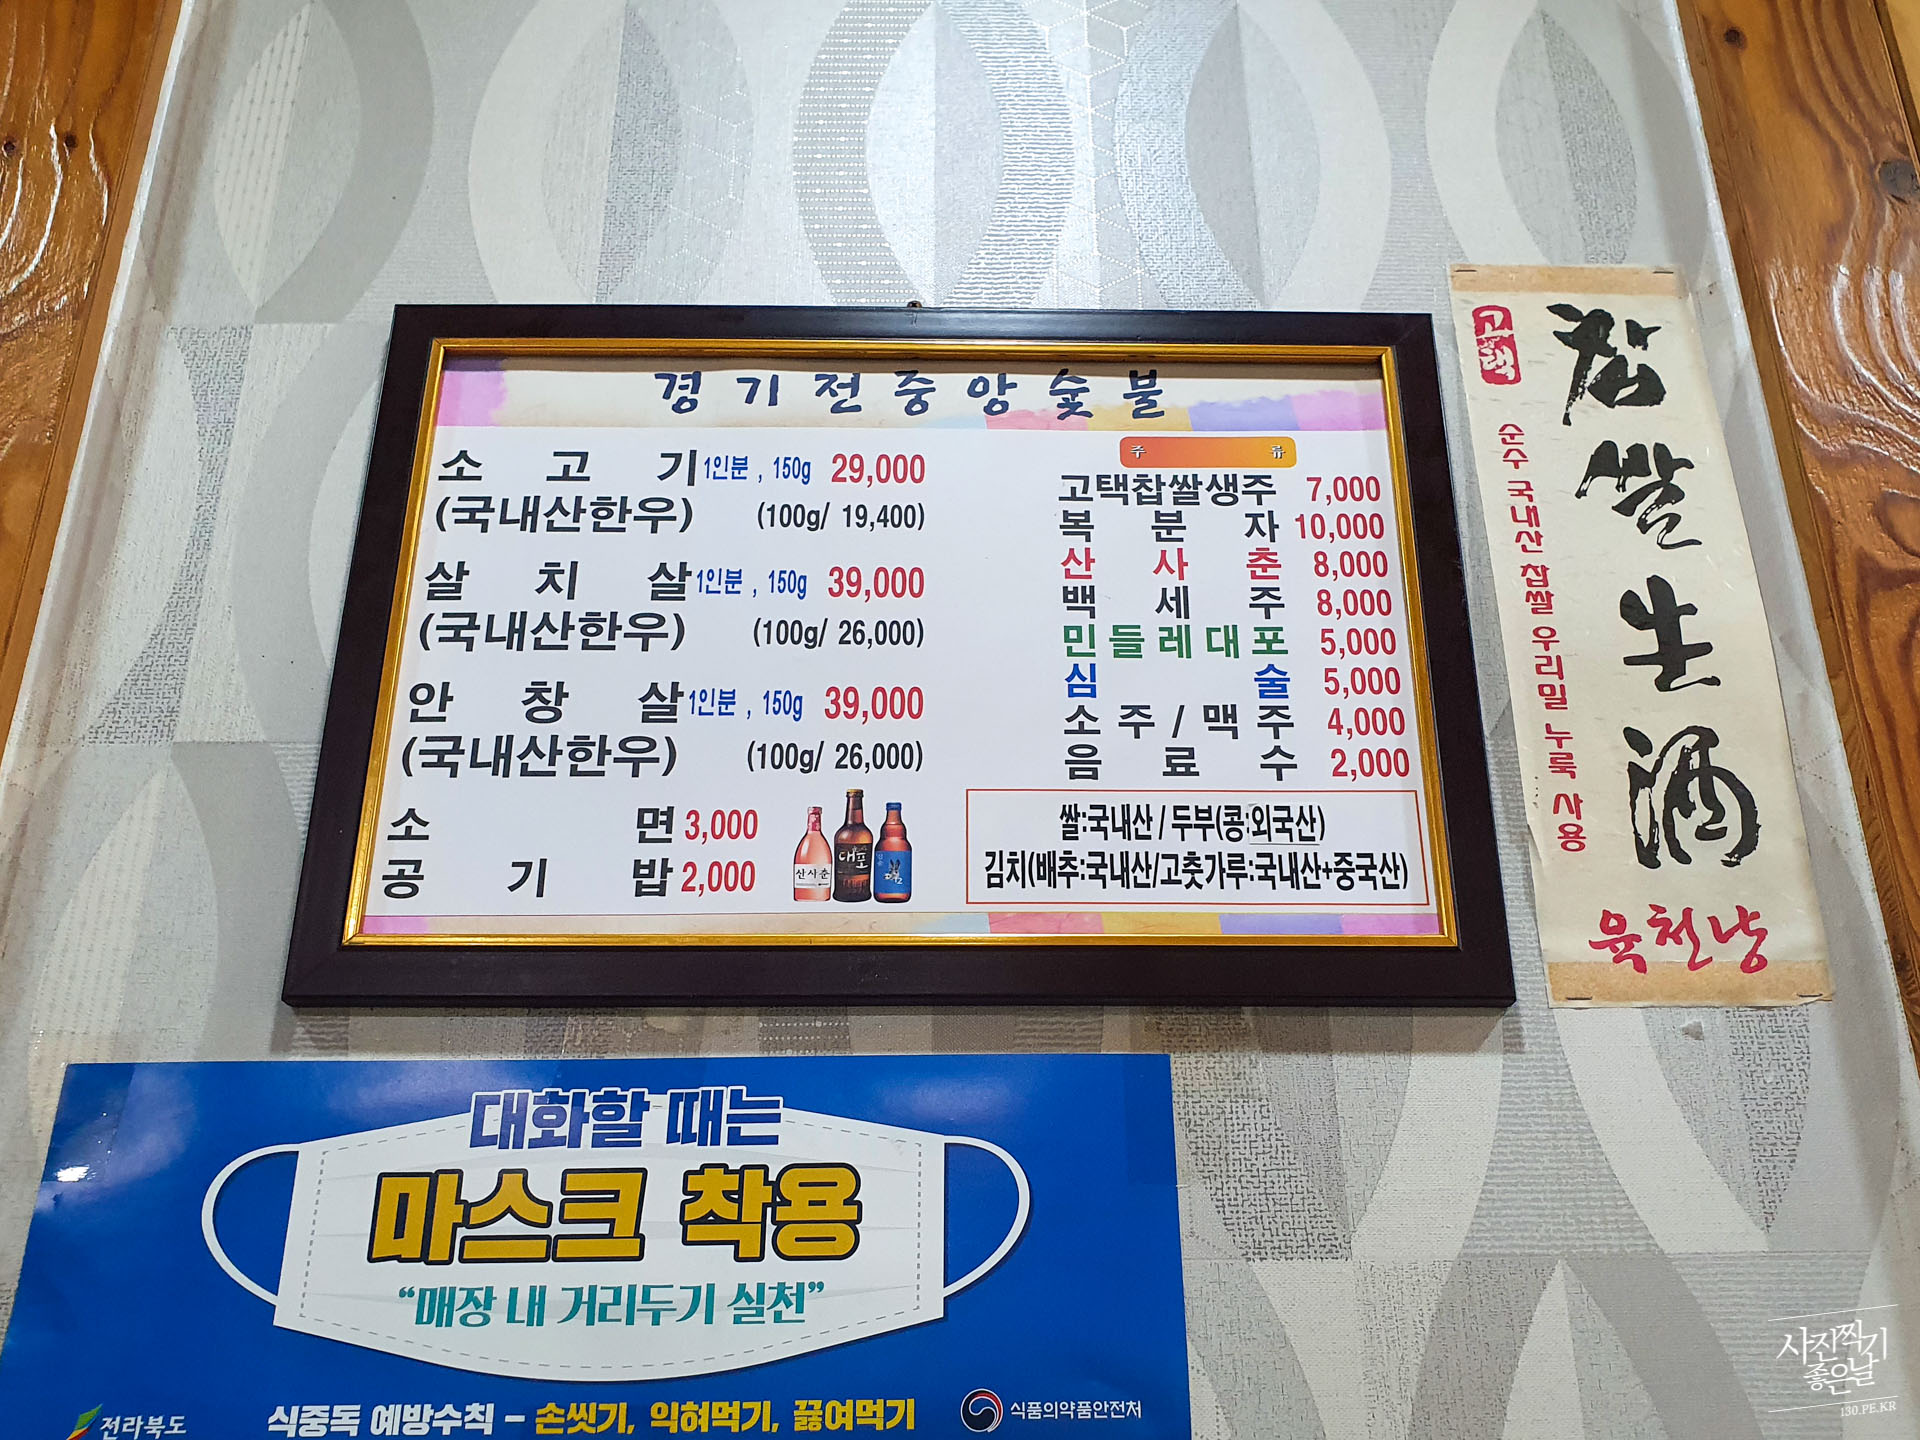 경기전중앙숯불
소고기 1인분, 150g 29,000
(국내산한우) (100g/ 19,400)
살치살 1인분, 150g 39,000
(국내산한우) (100g/ 26,000)
안창살 1인분, 150g 39,000
(국내산한우) (100g/ 26,000)
소면 3,000
공기밥 2,000
산사춘
대포
주류
고택찹쌀생주 7,000
복분자 10,000
산사춘 8,000
백세주 8,000
민들레대포 5,000
심술 5,000
소주/맥주 4,000
음료수 2,000
쌀:국내산 / 두부(콩:외국산)
김치(배추:국내산/고춧가루:국내산+중국산)
고택
찹쌀生酒
순수 국내산 찹쌀 우리밀 누룩 사용
육천냥
대화할 때는
마스크 착용
“매장 내 거리두기 실천”
식중독 예방수칙 – 손씻기, 익혀먹기, 끓여먹기
전라북도
식품의약품안전처
사진찍기
좋은날
130.PE.KR